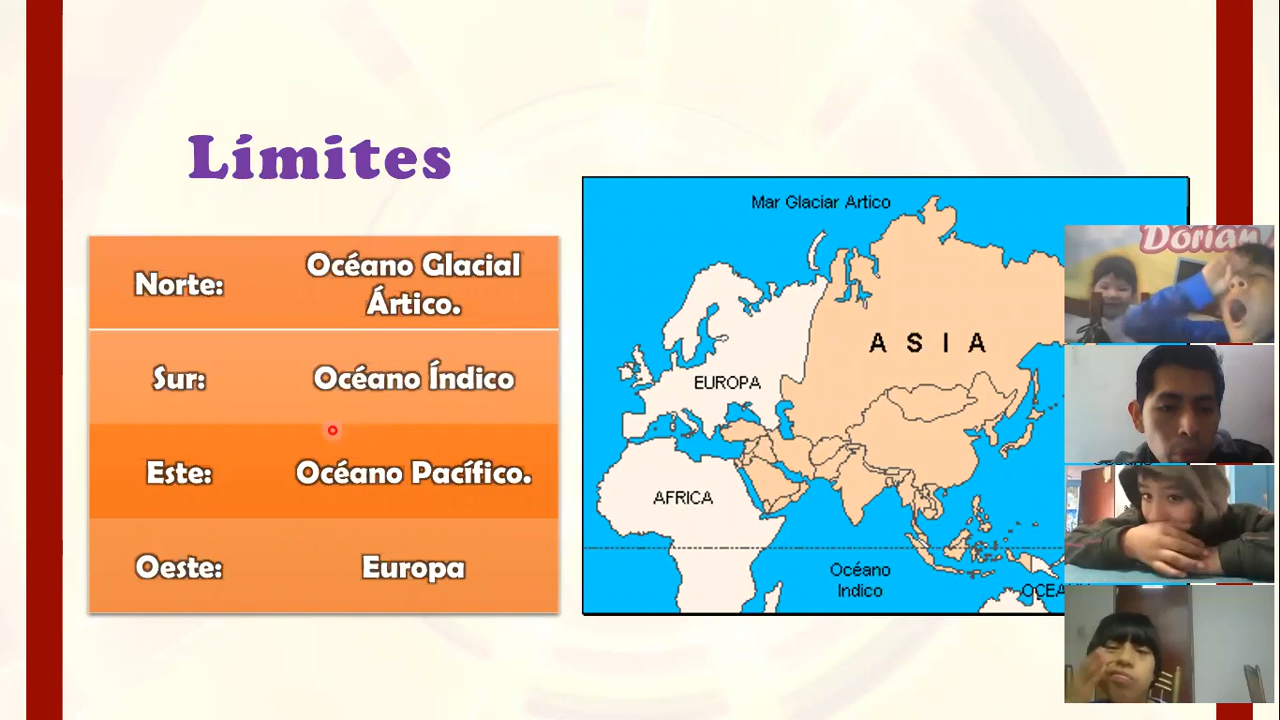 Límites
Norte:
Océano Glacial
Ártico.
Sur:
Océano Índico
Este:
Océano Pacífico.
Oeste:
Europa
Mar Glaciar Artico
A S I A
EUROPA
AFRICA
Océano
Indico
Dorian